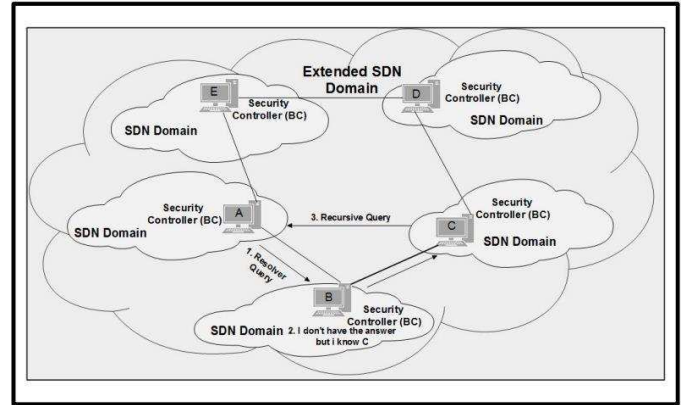 Extended SDN
Domain
E
Security
Controller (BC)
SDN Domain
D
Security
Controller (BC)
SDN Domain
Security
Controller (BC)
A
SDN Domain
3. Recursive Query
C
Security
Controller (BC)
SDN Domain
1. Resolver
Query
B
Security
Controller (BC)
SDN Domain
2. I don't have the answer
but i know C